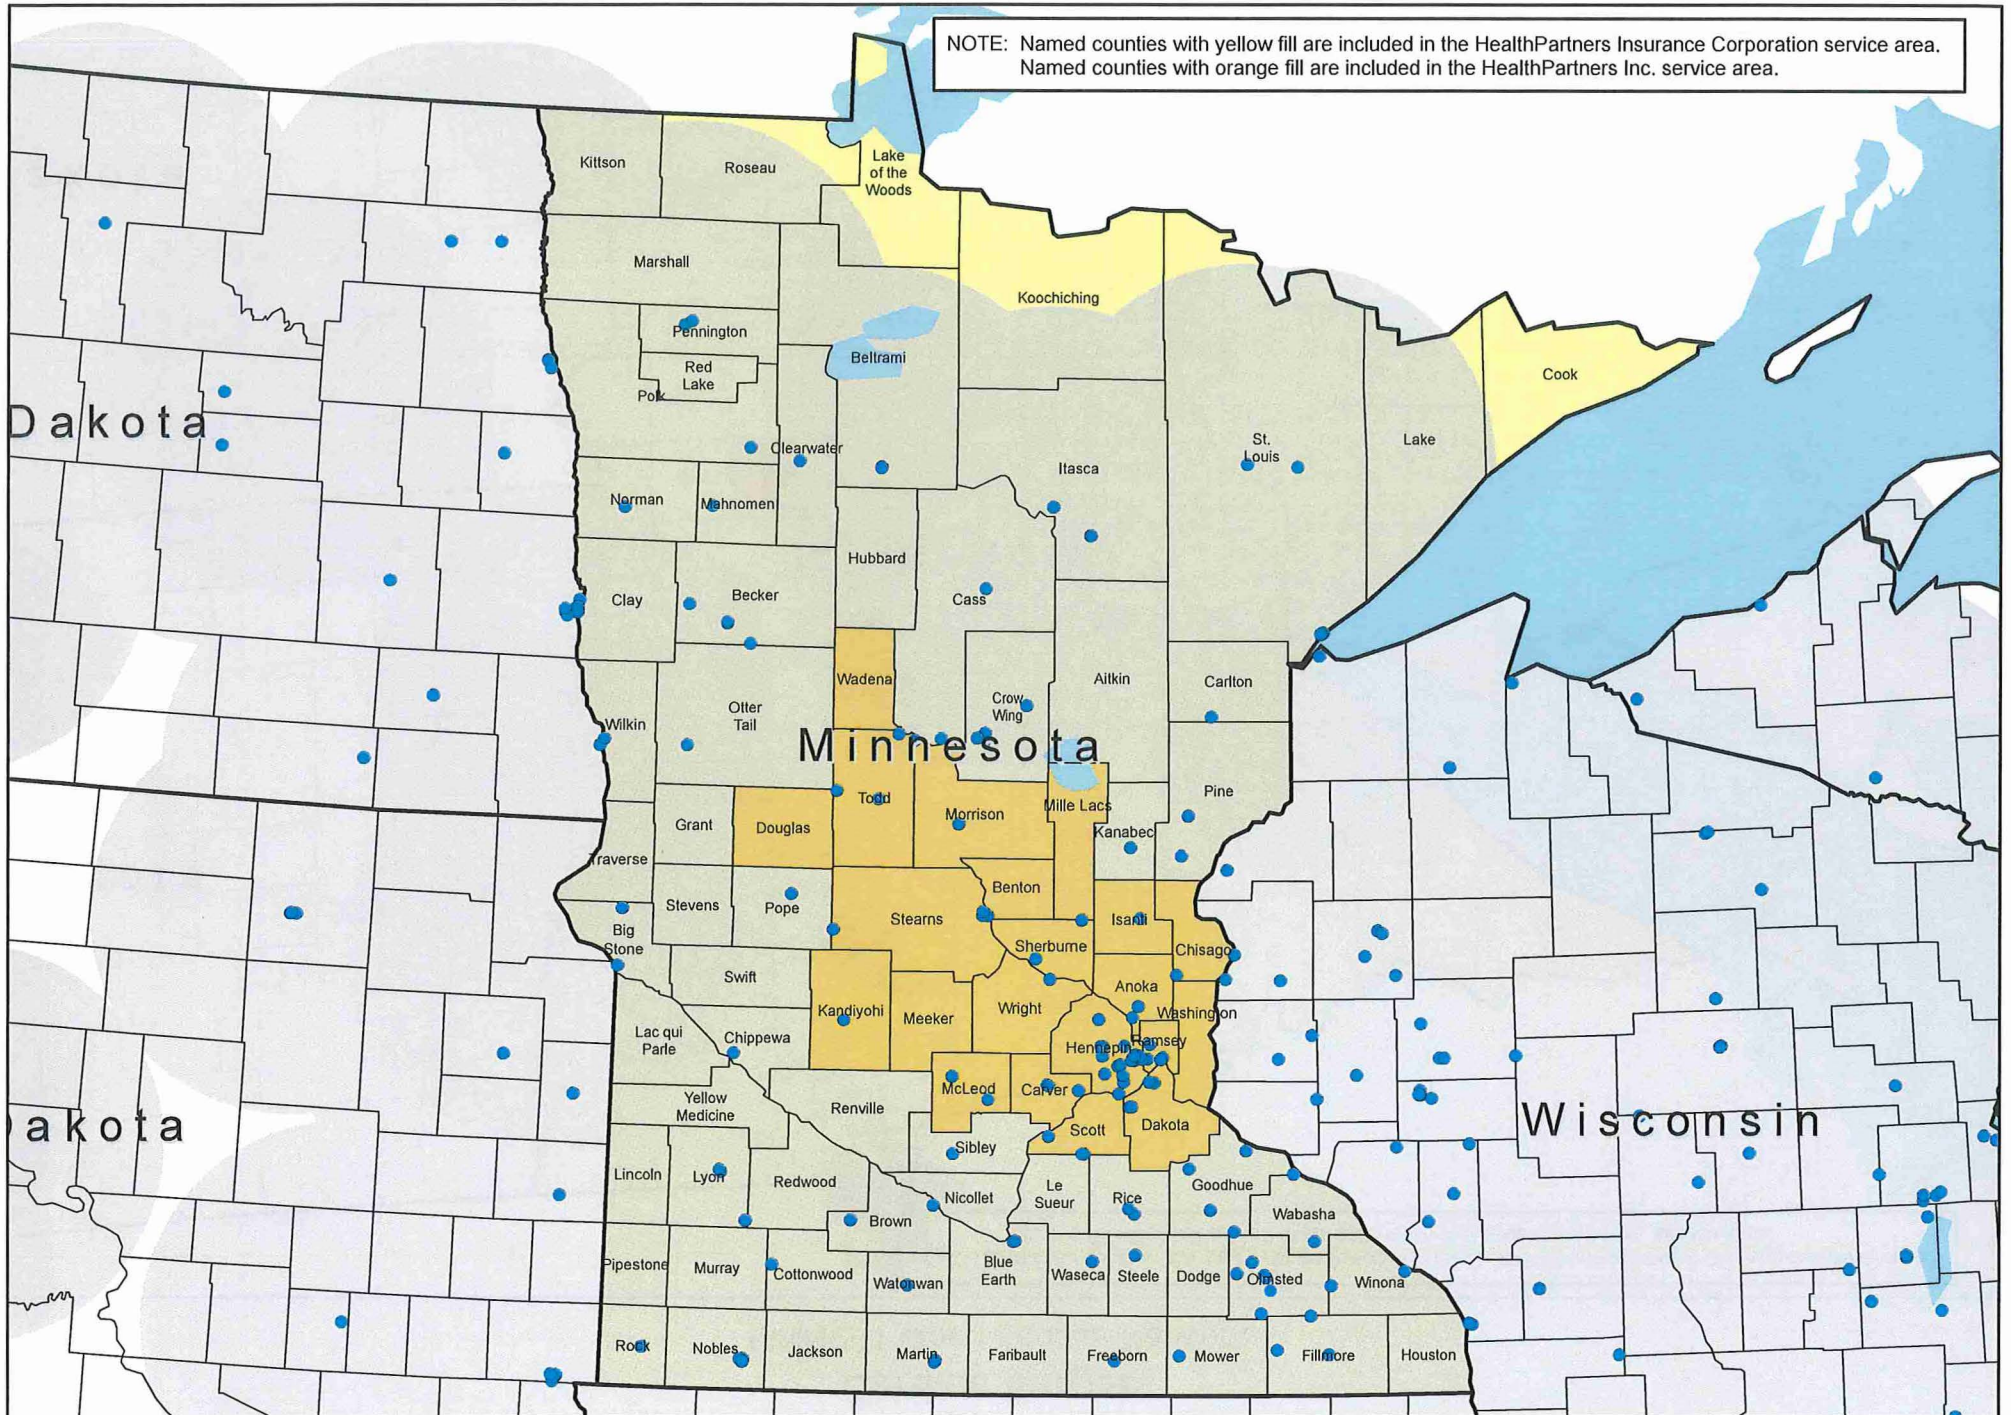 NOTE: Named counties with yellow fill are included in the HealthPartners Insurance Corporation service area.
Named counties with orange fill are included in the HealthPartners Inc. service area.
Kittson
Roseau
Lake
of the
Woods
Marshall
Koochiching
Pennington
Red
Lake
Beltrami
Cook
Polk
Dakota
Clearwater
St.
Louis
Lake
Itasca
Norman
Mahnomen
Hubbard
Clay
Becker
Cass
Wadena
Aitkin
Carlton
Otter
Tail
Crow
Wing
Wilkin
Minnesota
Todd
Pine
Mille Lacs
Morrison
Grant
Douglas
Kanabec
Traverse
Benton
Stevens
Pope
Stearns
Isanti
Big
Stone
Sherburne
Chisago
Swift
Anoka
Kandiyohi
Meeker
Wright
Washington
Lac qui
Parle
Chippewa
Hennepin
Ramsey
McLeod
Carver
Yellow
Medicine
Renville
Dakota
Scott
Dakota
Wisconsin
Sibley
Lincoln
Lyon
Redwood
Le
Sueur
Rice
Goodhue
Nicollet
Brown
Wabasha
Pipestone
Murray
Cottonwood
Watonwan
Blue
Earth
Waseca
Steele
Dodge
Olmsted
Winona
Rock
Nobles
Jackson
Martin
Faribault
Freeborn
Mower
Fillmore
Houston